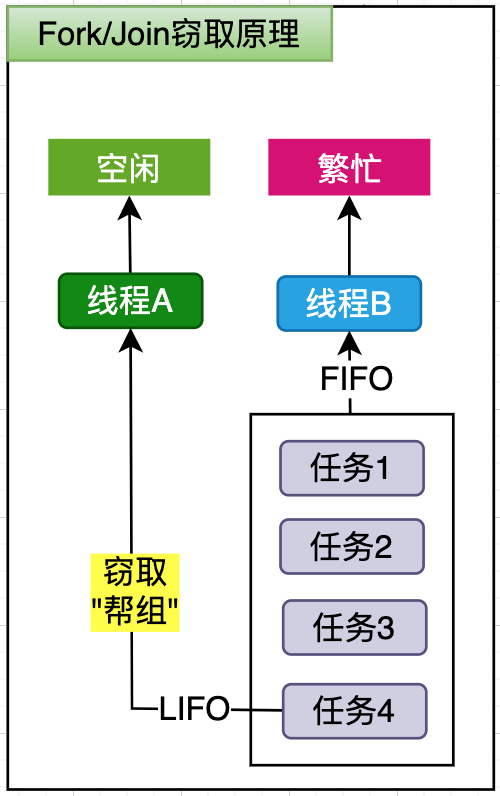 Fork/Join窃取原理
空闲
繁忙
线程A
线程B
FIFO
任务1
任务2
任务3
任务4
窃取
"帮组"
LIFO